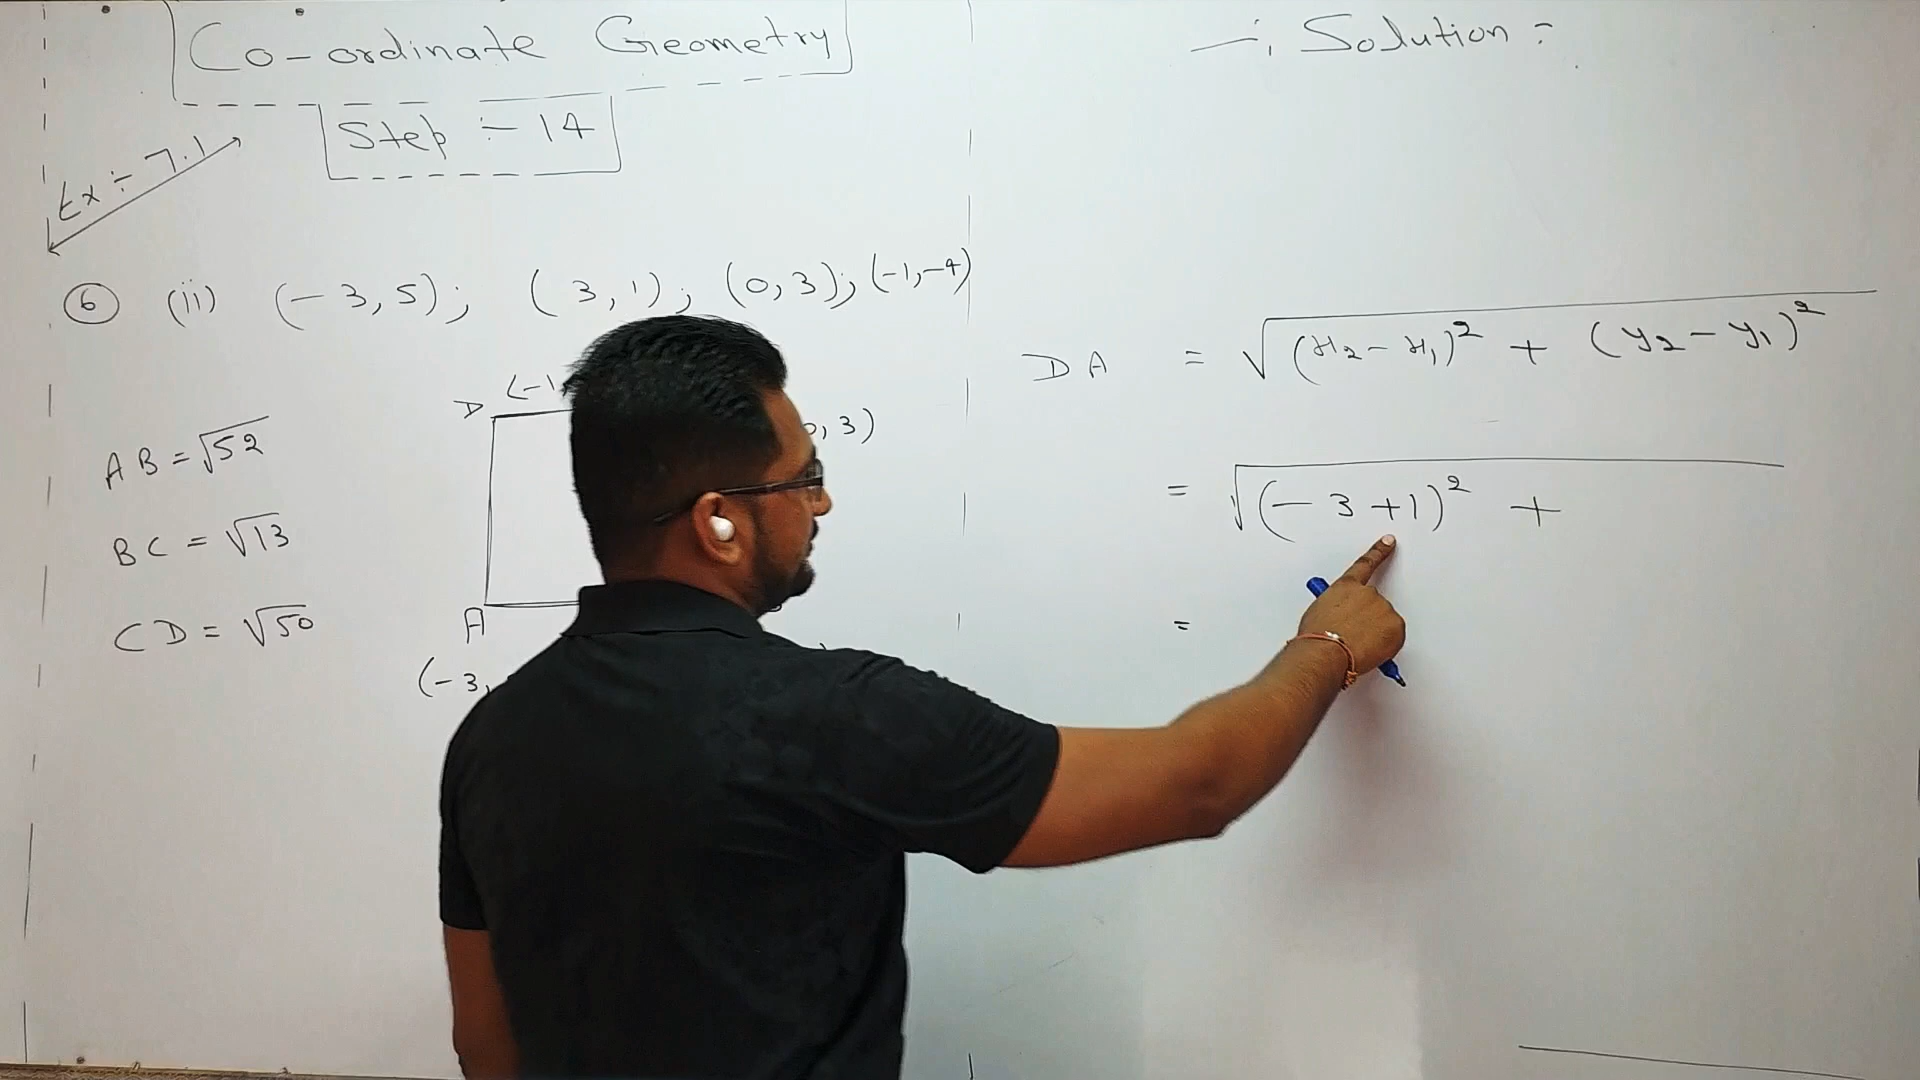 Co-ordinate Geometry
Step :- 14
Ex :- 7.1
6 (ii) (-3, 5); (3, 1); (0, 3); (-1, -4)
AB = √52
BC = √13
CD = √50
D (-1,
0, 3)
A
(-3,
—: Solution :
DA = √(x₂ - x₁)² + (y₂ - y₁)²
= √(-3+1)² +
=